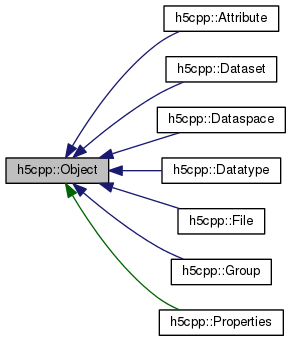 h5cpp::Attribute
h5cpp::Dataset
h5cpp::Dataspace
h5cpp::Object
h5cpp::Datatype
h5cpp::File
h5cpp::Group
h5cpp::Properties